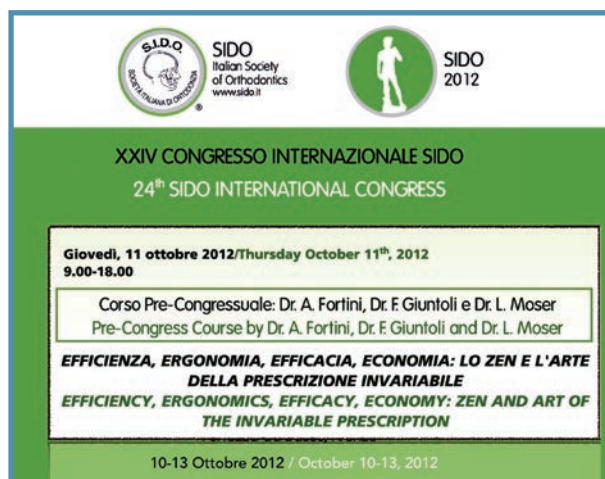 S.I.D.O.
SOCIETÀ ITALIANA DI ORTODONZIA
®
SIDO
Italian Society
of Orthodontics
www.sido.it
SIDO
2012
XXIV CONGRESSO INTERNAZIONALE SIDO
24th SIDO INTERNATIONAL CONGRESS
Giovedì, 11 ottobre 2012/Thursday October 11th, 2012
9.00-18.00
Corso Pre-Congressuale: Dr. A. Fortini, Dr. F. Giuntoli e Dr. L. Moser
Pre-Congress Course by Dr. A. Fortini, Dr. F. Giuntoli and Dr. L. Moser
EFFICIENZA, ERGONOMIA, EFFICACIA, ECONOMIA: LO ZEN E L'ARTE
DELLA PRESCRIZIONE INVARIABILE
EFFICIENCY, ERGONOMICS, EFFICACY, ECONOMY: ZEN AND ART OF
THE INVARIABLE PRESCRIPTION
10-13 Ottobre 2012 / October 10-13, 2012